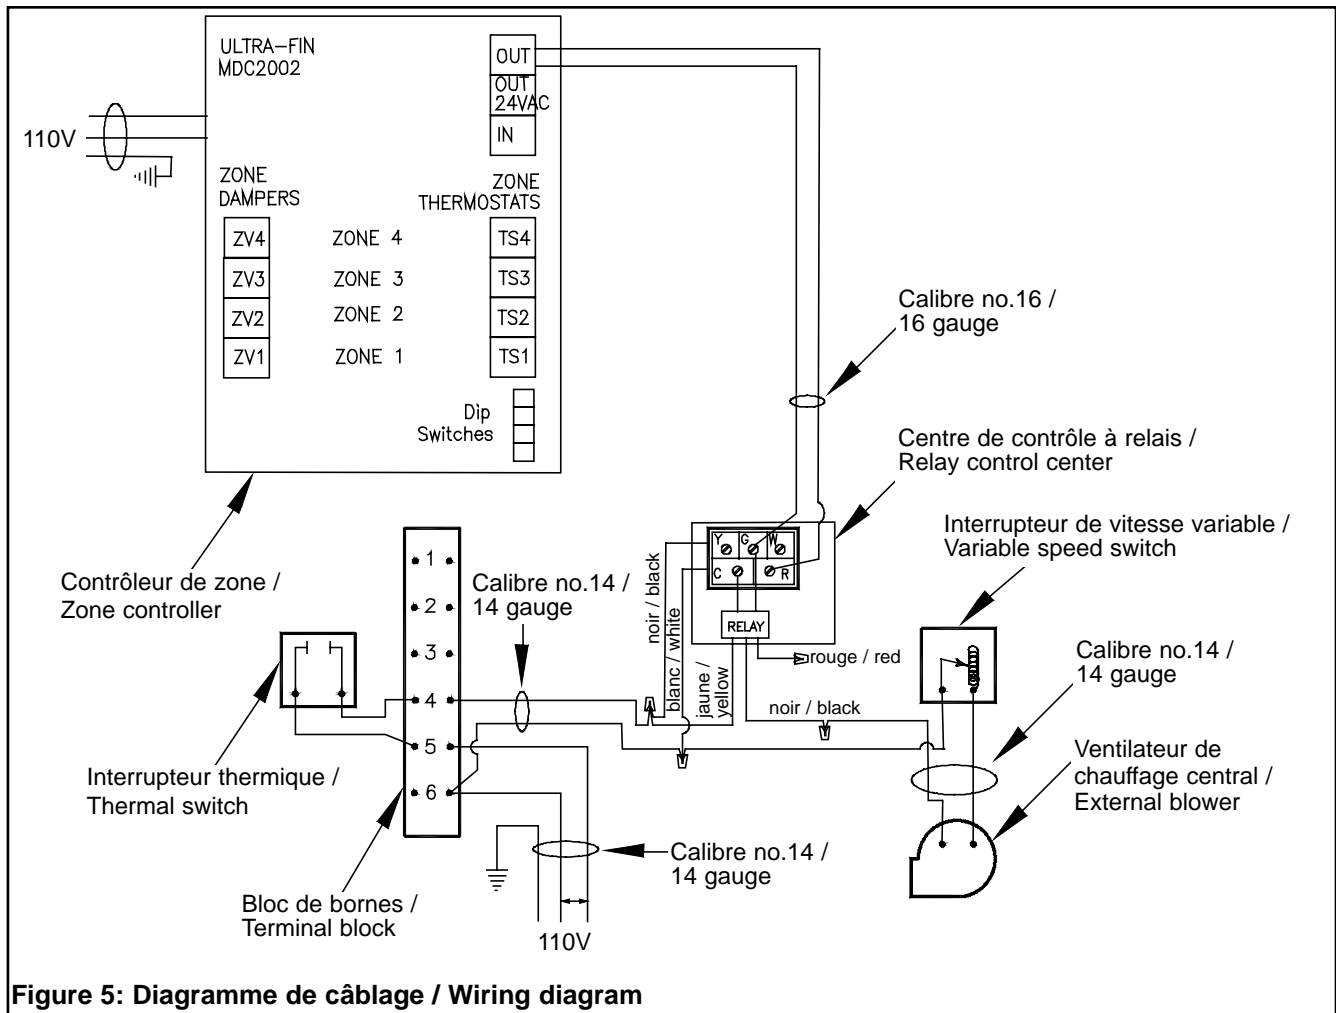 ULTRA-FIN
MDC2002
OUT
OUT
24VAC
IN
110V
ZONE
DAMPERS
ZONE
THERMOSTATS
ZV4
ZONE 4
TS4
ZV3
ZONE 3
TS3
ZV2
ZONE 2
TS2
ZV1
ZONE 1
TS1
Dip
Switches
Calibre no.16 /
16 gauge
Centre de contrôle à relais /
Relay control center
Interrupteur de vitesse variable /
Variable speed switch
Contrôleur de zone /
Zone controller
1
2
3
4
5
6
Calibre no.14 /
14 gauge
noir / black
blanc / white
jaune /
yellow
Y
G
W
C
R
RELAY
rouge / red
noir / black
Calibre no.14 /
14 gauge
Interrupteur thermique /
Thermal switch
Ventilateur de
chauffage central /
External blower
Calibre no.14 /
14 gauge
Bloc de bornes /
Terminal block
110V
Figure 5: Diagramme de câblage / Wiring diagram